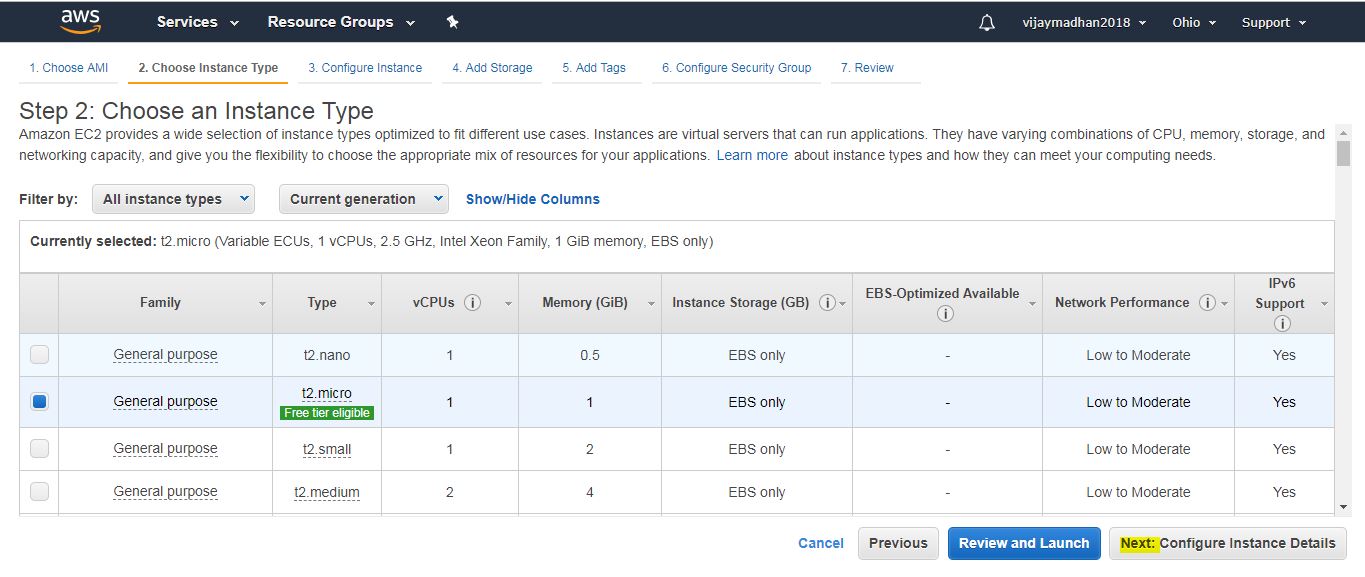 aws Services Resource Groups vijaymadhan2018 Ohio Support
1. Choose AMI 2. Choose Instance Type 3. Configure Instance 4. Add Storage 5. Add Tags 6. Configure Security Group 7. Review
Step 2: Choose an Instance Type
Amazon EC2 provides a wide selection of instance types optimized to fit different use cases. Instances are virtual servers that can run applications. They have varying combinations of CPU, memory, storage, and
networking capacity, and give you the flexibility to choose the appropriate mix of resources for your applications. Learn more about instance types and how they can meet your computing needs.
Filter by: All instance types Current generation Show/Hide Columns
Currently selected: t2.micro (Variable ECUs, 1 vCPUs, 2.5 GHz, Intel Xeon Family, 1 GiB memory, EBS only)
Family Type vCPUs i Memory (GiB) Instance Storage (GB) i EBS-Optimized Available i Network Performance i IPv6 Support i
General purpose t2.nano 1 0.5 EBS only - Low to Moderate Yes
General purpose t2.micro Free tier eligible 1 1 EBS only - Low to Moderate Yes
General purpose t2.small 1 2 EBS only - Low to Moderate Yes
General purpose t2.medium 2 4 EBS only - Low to Moderate Yes
Cancel Previous Review and Launch Next: Configure Instance Details